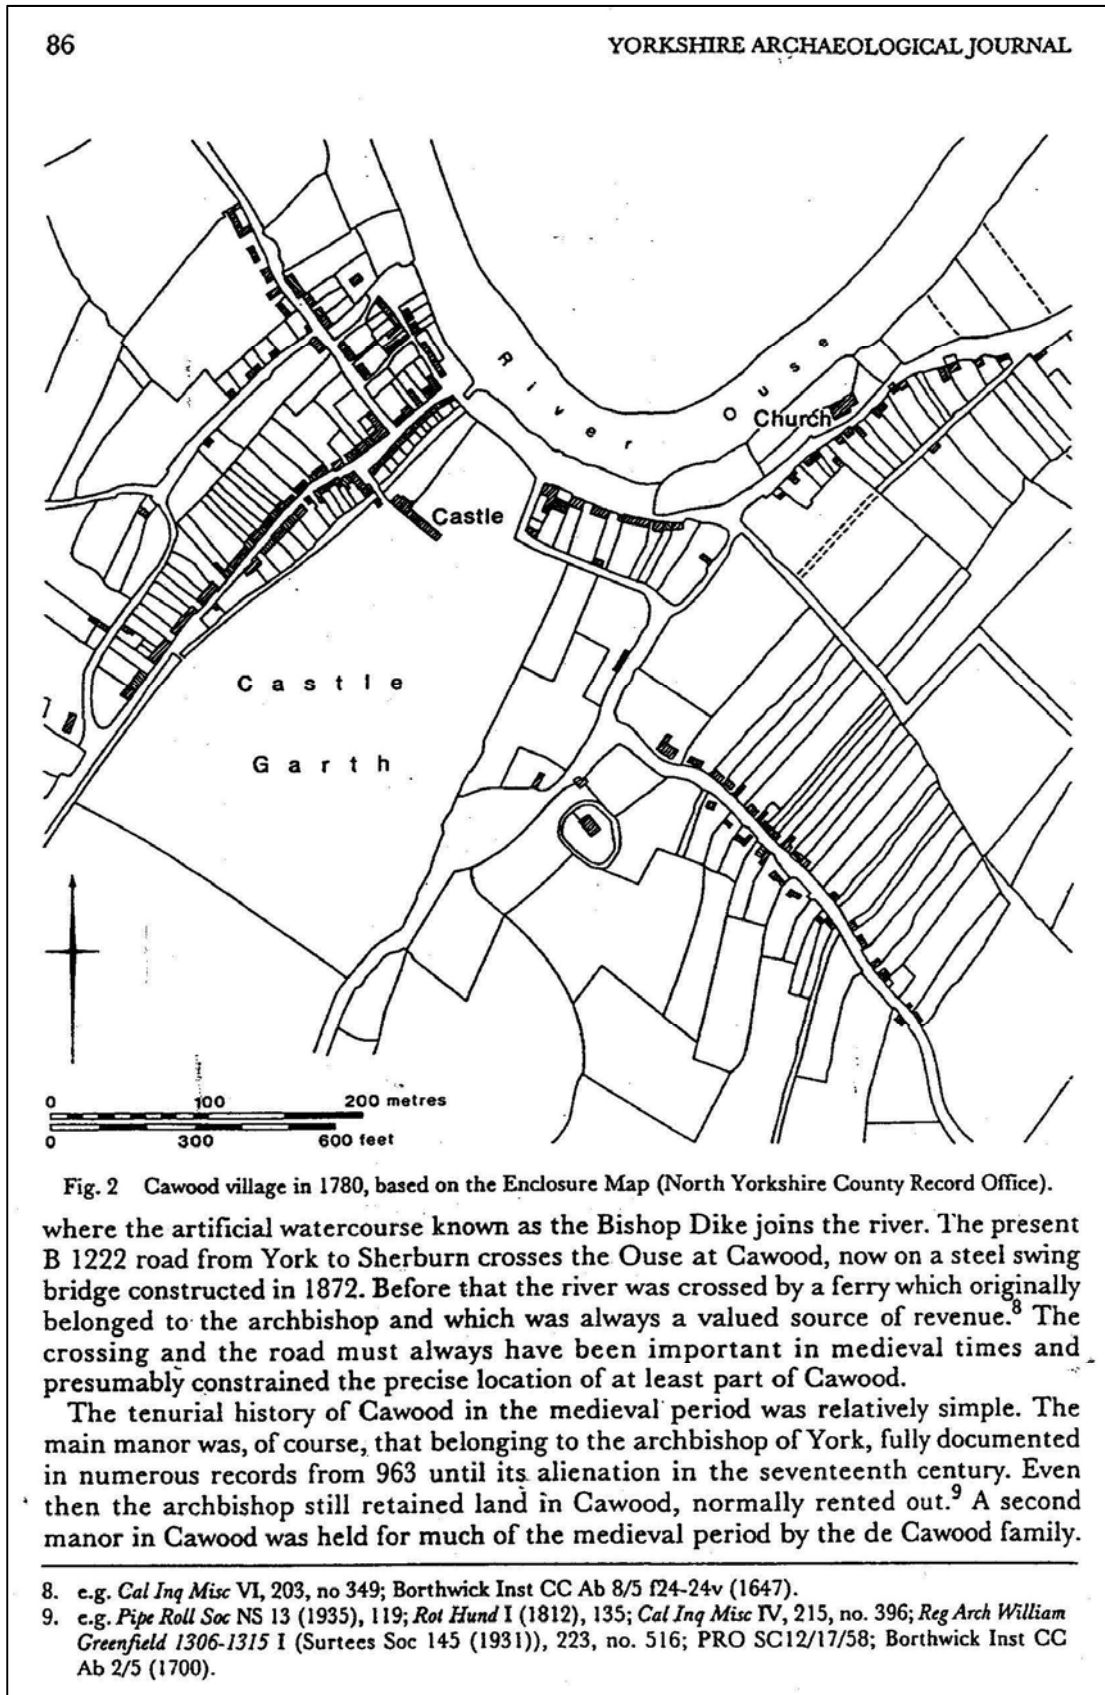 86
YORKSHIRE ARCHAEOLOGICAL JOURNAL
River Ouse
Church
Castle
Castle
Garth
0 100 200 metres
0 300 600 feet
Fig. 2 Cawood village in 1780, based on the Enclosure Map (North Yorkshire County Record Office).
where the artificial watercourse known as the Bishop Dike joins the river. The present
B 1222 road from York to Sherburn crosses the Ouse at Cawood, now on a steel swing
bridge constructed in 1872. Before that the river was crossed by a ferry which originally
belonged to the archbishop and which was always a valued source of revenue.⁸ The
crossing and the road must always have been important in medieval times and
presumably constrained the precise location of at least part of Cawood.
The tenurial history of Cawood in the medieval period was relatively simple. The
main manor was, of course, that belonging to the archbishop of York, fully documented
in numerous records from 963 until its alienation in the seventeenth century. Even
then the archbishop still retained land in Cawood, normally rented out.⁹ A second
manor in Cawood was held for much of the medieval period by the de Cawood family.
8. e.g. Cal Inq Misc VI, 203, no 349; Borthwick Inst CC Ab 8/5 f24-24v (1647).
9. e.g. Pipe Roll Soc NS 13 (1935), 119; Rot Hund I (1812), 135; Cal Inq Misc IV, 215, no. 396; Reg Arch William
Greenfield 1306-1315 I (Surtees Soc 145 (1931)), 223, no. 516; PRO SC12/17/58; Borthwick Inst CC
Ab 2/5 (1700).